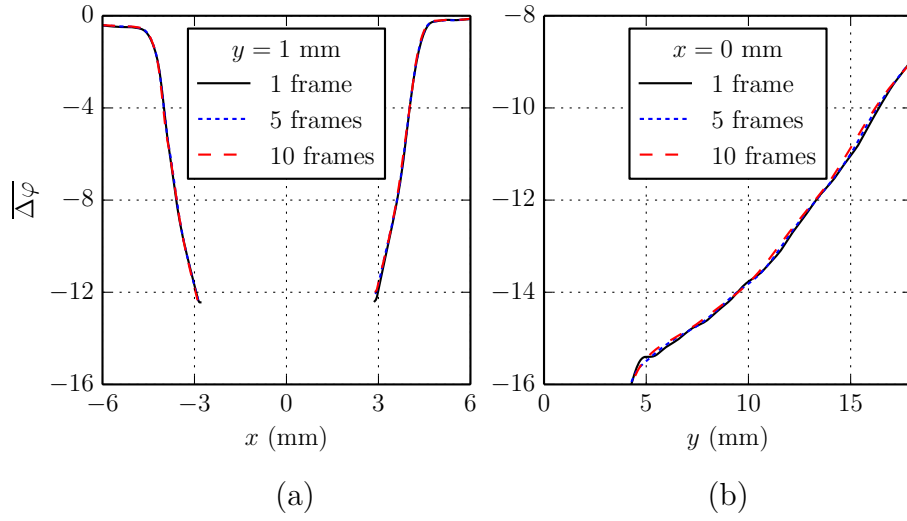 0
−4
−8
−12
−16
−6
−3
0
3
6
x (mm)
Δφ
y = 1 mm
1 frame
5 frames
10 frames
(a)
−8
−10
−12
−14
−16
0
5
10
15
y (mm)
x = 0 mm
1 frame
5 frames
10 frames
(b)